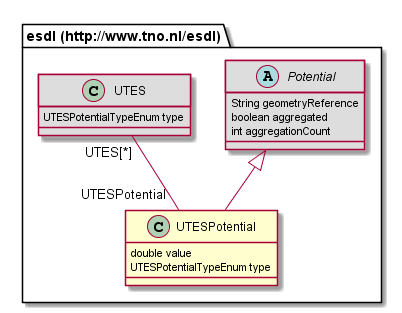 esdl (http://www.tno.nl/esdl)
C UTES
UTESPotentialTypeEnum type
A Potential
String geometryReference
boolean aggregated
int aggregationCount
UTES[*]
UTESPotential
C UTESPotential
double value
UTESPotentialTypeEnum type